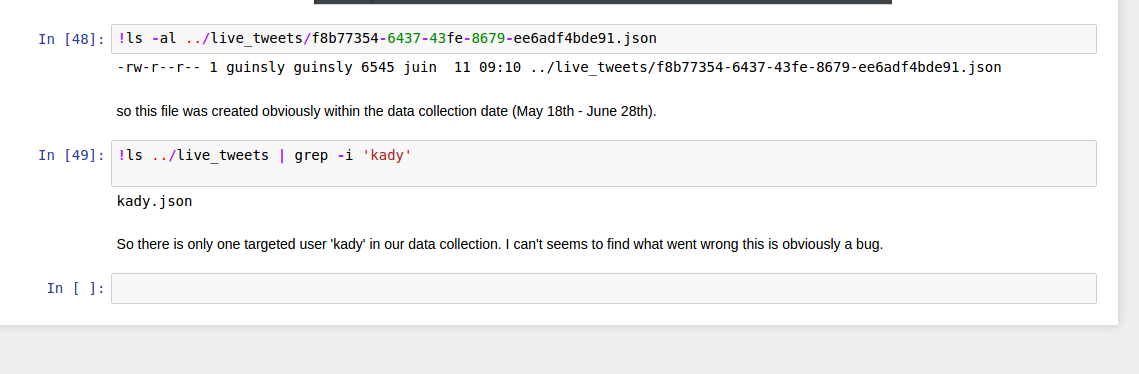 In [48]: !ls -al ../live_tweets/f8b77354-6437-43fe-8679-ee6adf4bde91.json
-rw-r--r-- 1 guinsly guinsly 6545 juin  11 09:10 ../live_tweets/f8b77354-6437-43fe-8679-ee6adf4bde91.json
so this file was created obviously within the data collection date (May 18th - June 28th).
In [49]: !ls ../live_tweets | grep -i 'kady'
kady.json
So there is only one targeted user 'kady' in our data collection. I can't seems to find what went wrong this is obviously a bug.
In [ ]: